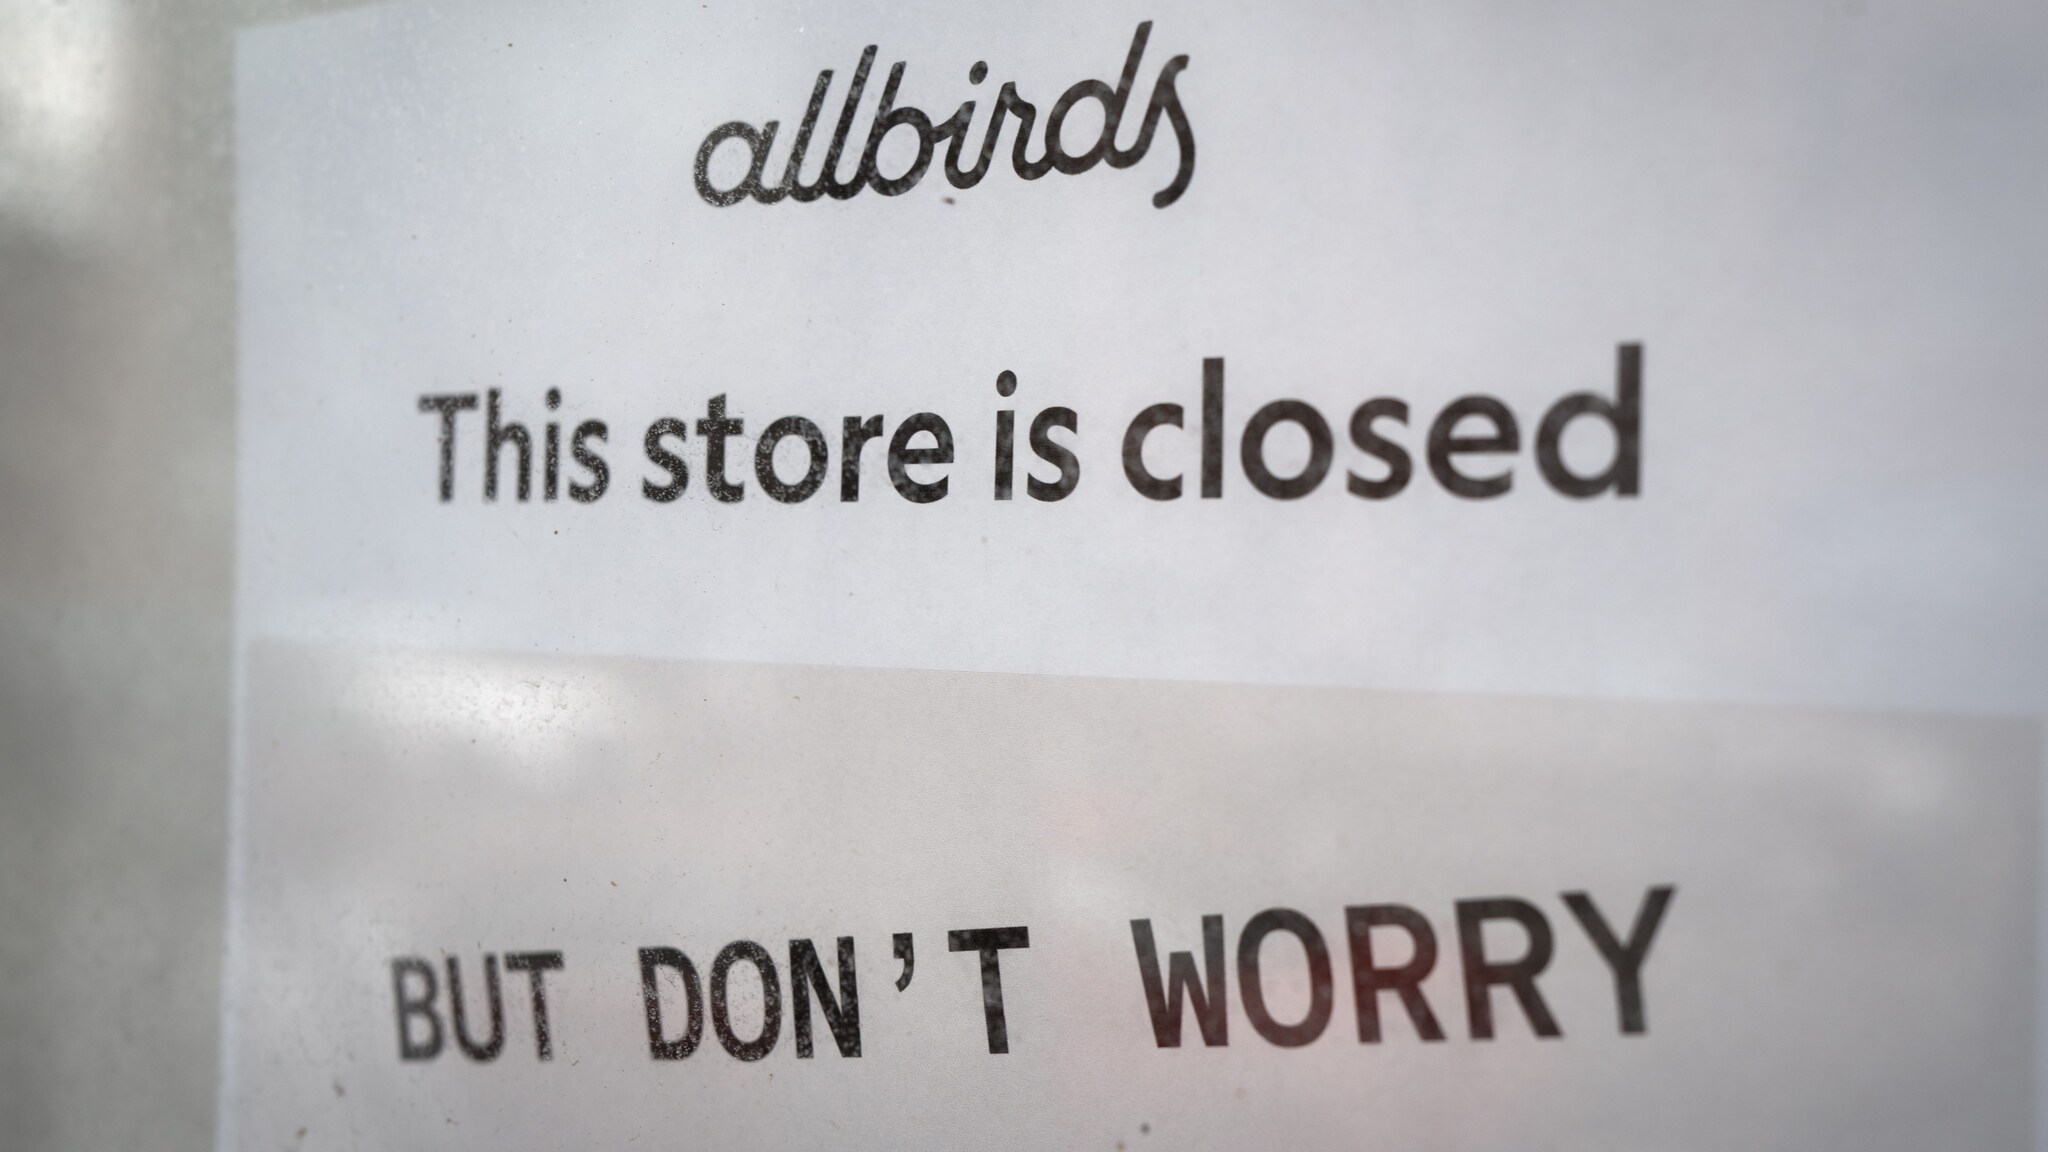 allbirds
This store is closed
BUT DON'T WORRY